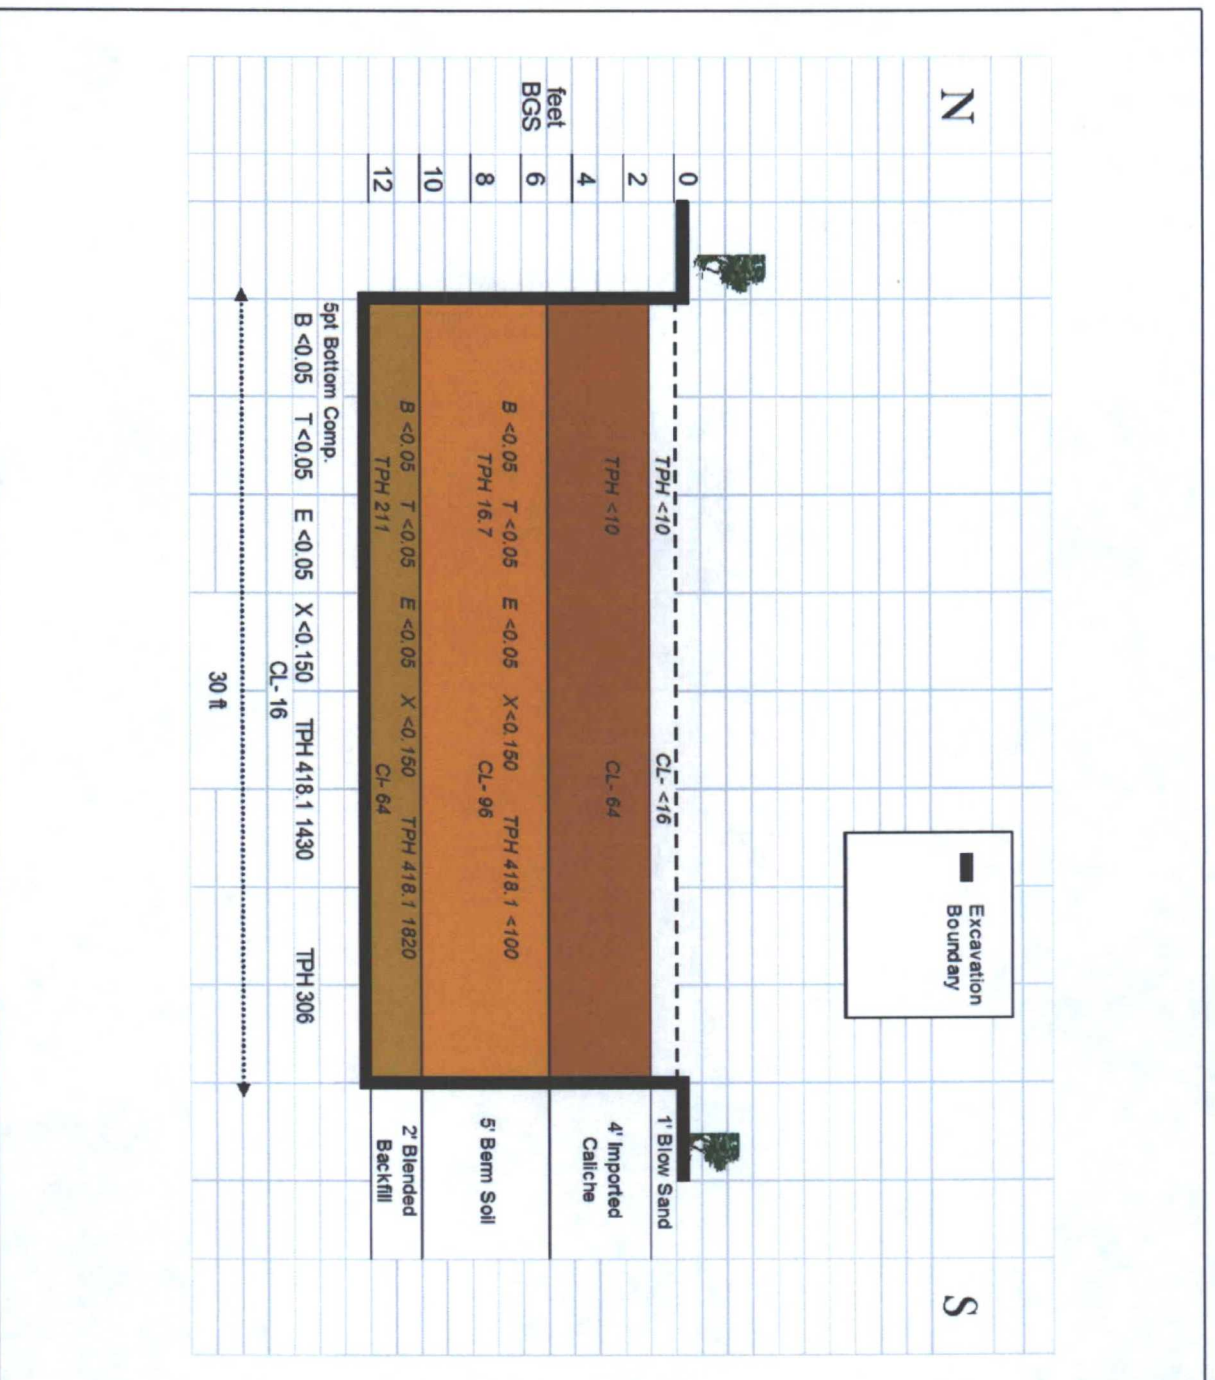 N
S
Excavation
Boundary
feet
BGS
0
2
4
6
8
10
12
TPH <10 CL- <16
1' Blow Sand
TPH <10 CL- 64
4' Imported
Caliche
B <0.05 T <0.05 E <0.05 X<0.150 TPH 418.1 <100
TPH 16.7 CL- 96
5' Berm Soil
B <0.05 T <0.05 E <0.05 X <0.150 TPH 418.1 1820
TPH 211 Cl- 64
2' Blended
Backfill
5pt Bottom Comp.
B <0.05 T <0.05 E <0.05 X <0.150 TPH 418.1 1430 TPH 306
CL- 16
30 ft